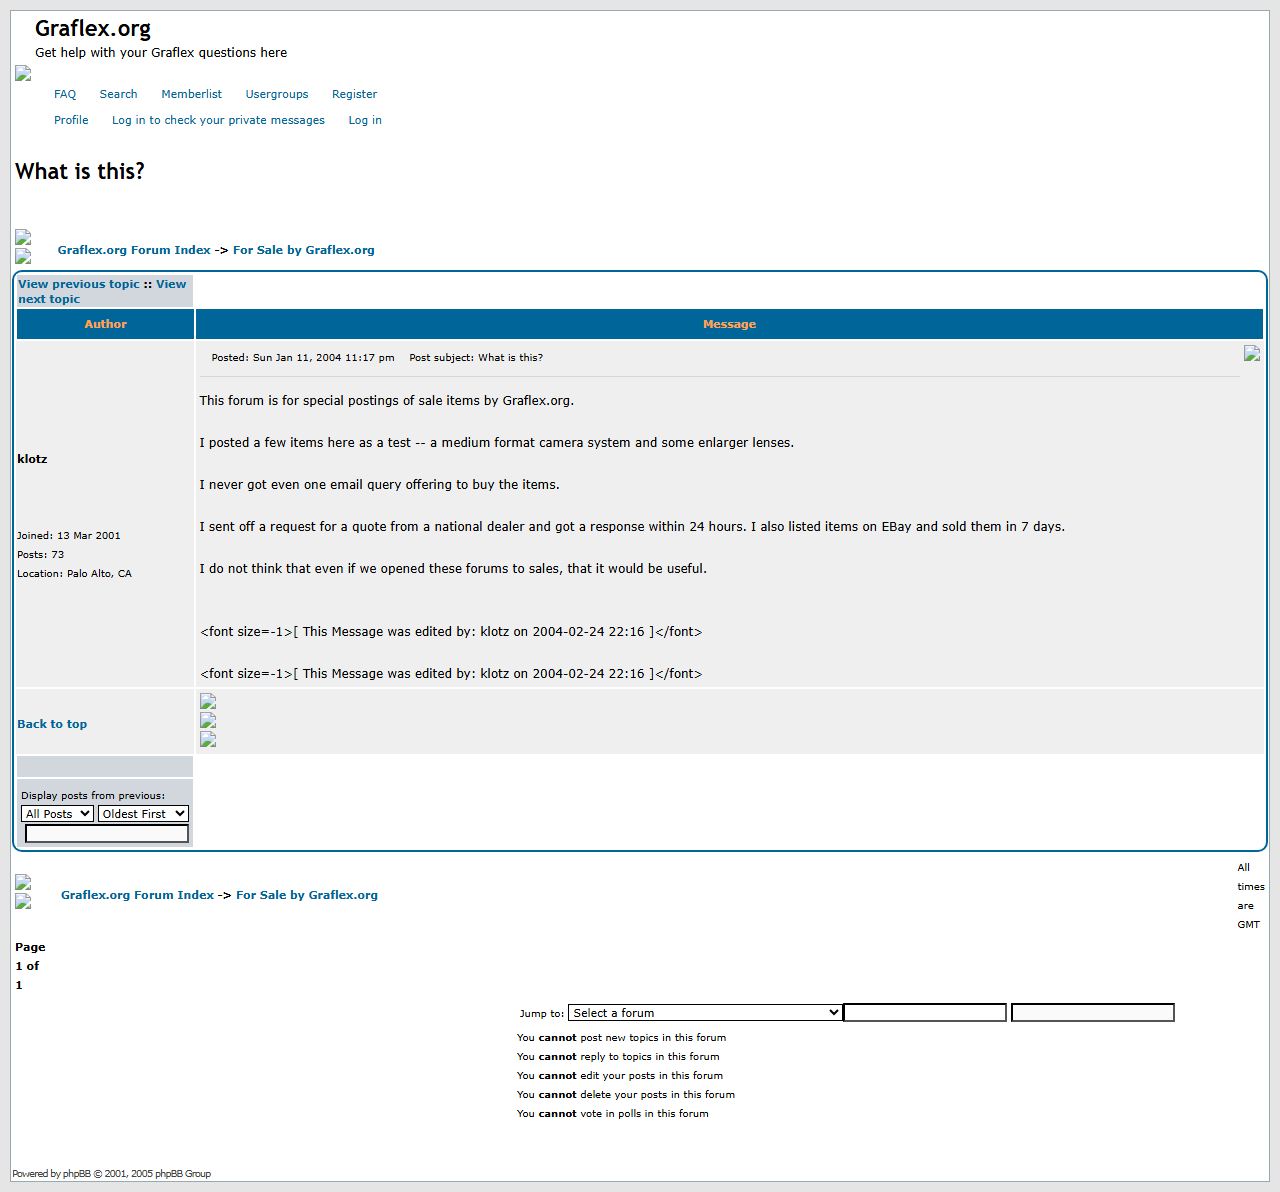 Graflex.org
Get help with your Graflex questions here
FAQ Search Memberlist Usergroups Register
Profile Log in to check your private messages Log in
What is this?
Graflex.org Forum Index -> For Sale by Graflex.org
View previous topic :: View
next topic
Author Message
Posted: Sun Jan 11, 2004 11:17 pm Post subject: What is this?
This forum is for special postings of sale items by Graflex.org.
I posted a few items here as a test -- a medium format camera system and some enlarger lenses.
klotz
I never got even one email query offering to buy the items.
I sent off a request for a quote from a national dealer and got a response within 24 hours. I also listed items on EBay and sold them in 7 days.
Joined: 13 Mar 2001
Posts: 73
Location: Palo Alto, CA
I do not think that even if we opened these forums to sales, that it would be useful.
<font size=-1>[ This Message was edited by: klotz on 2004-02-24 22:16 ]</font>
<font size=-1>[ This Message was edited by: klotz on 2004-02-24 22:16 ]</font>
Back to top
Display posts from previous:
All Posts Oldest First
Graflex.org Forum Index -> For Sale by Graflex.org
All
times
are
GMT
Page
1 of
1
Jump to: Select a forum
You cannot post new topics in this forum
You cannot reply to topics in this forum
You cannot edit your posts in this forum
You cannot delete your posts in this forum
You cannot vote in polls in this forum
Powered by phpBB © 2001, 2005 phpBB Group